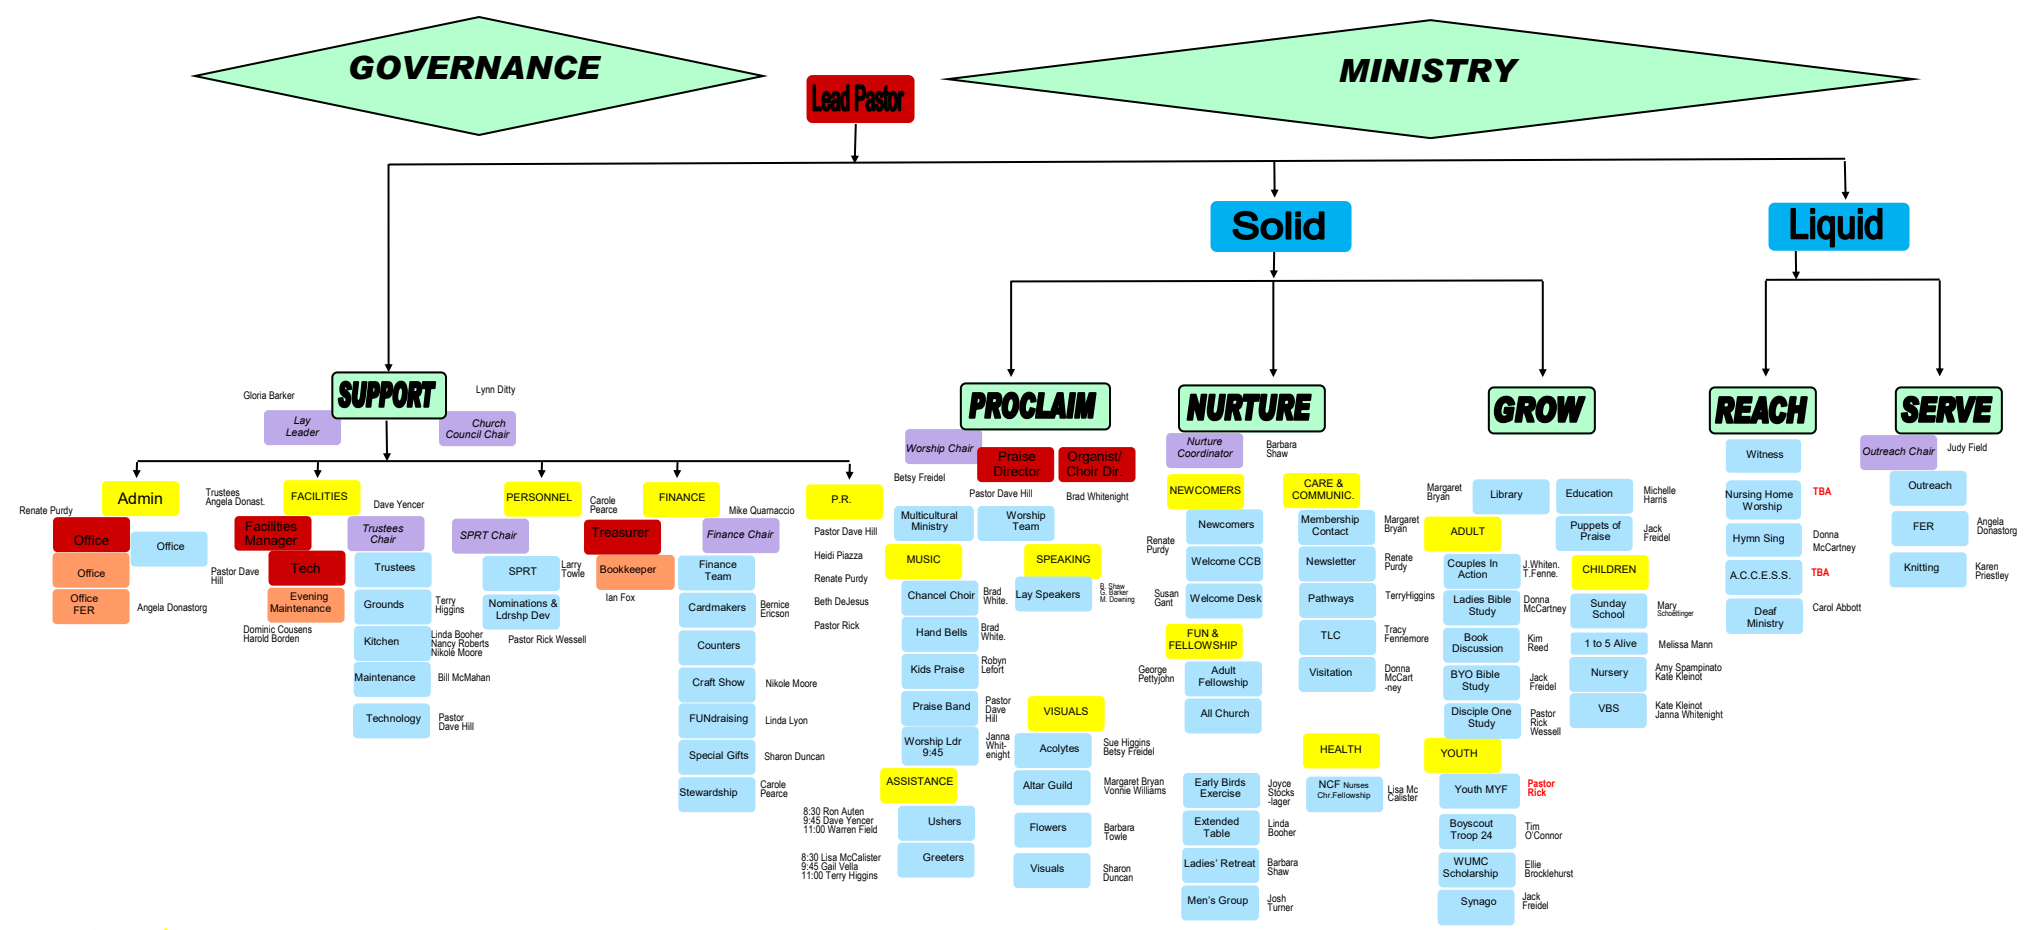 GOVERNANCE
MINISTRY
Lead Pastor
Solid
Liquid
SUPPORT
Gloria Barker
Lynn Ditty
Lay
Leader
Church
Council Chair
Admin
Renate Purdy
Office
Office
Office
Pastor Dave
Hill
Office
FER
Angela Donastorg
Trustees
Angela Donast.
FACILITIES
Dave Yencer
Facilities
Manager
Trustees
Chair
Tech
Evening
Maintenance
Dominic Cousens
Harold Borden
Trustees
Grounds
Terry
Higgins
Kitchen
Linda Booher
Nancy Roberts
Nikole Moore
Maintenance
Bill McMahan
Technology
Pastor
Dave Hill
PERSONNEL
SPRT Chair
SPRT
Larry
Towle
Nominations &
Ldrshp Dev
Pastor Rick Wessell
Carole
Pearce
FINANCE
Mike Quamaccio
Treasurer
Finance Chair
Bookkeeper
Ian Fox
Finance
Team
Cardmakers
Bernice
Ericson
Counters
Craft Show
Nikole Moore
FUNdraising
Linda Lyon
Special Gifts
Sharon Duncan
Stewardship
Carole
Pearce
P.R.
Pastor Dave Hill
Heidi Piazza
Renate Purdy
Beth DeJesus
Pastor Rick
PROCLAIM
Worship Chair
Betsy Freidel
Praise
Director
Pastor Dave Hill
Organist/
Choir Dir.
Brad Whitenight
Multicultural
Ministry
Worship
Team
MUSIC
Chancel Choir
Brad
White.
Hand Bells
Brad
White.
Kids Praise
Robyn
Lefort
Praise Band
Pastor
Dave
Hill
Worship Ldr
9:45
Janna
Whit-
enight
ASSISTANCE
8:30 Ron Auten
9:45 Dave Yencer
11:00 Warren Field
Ushers
8:30 Lisa McCalister
9:45 Gail Vella
11:00 Terry Higgins
Greeters
SPEAKING
Lay Speakers
B. Shaw
G. Barker
M. Downing
VISUALS
Acolytes
Sue Higgins
Betsy Freidel
Altar Guild
Margaret Bryan
Vonnie Williams
Flowers
Barbara
Towle
Visuals
Sharon
Duncan
NURTURE
Nurture
Coordinator
Barbara
Shaw
NEWCOMERS
Newcomers
Renate
Purdy
Welcome CCB
Susan
Gant
Welcome Desk
FUN &
FELLOWSHIP
George
Pettyjohn
Adult
Fellowship
All Church
Early Birds
Exercise
Joyce
Stocks
-lager
Extended
Table
Linda
Booher
Ladies' Retreat
Barbara
Shaw
Men's Group
Josh
Turner
CARE &
COMMUNIC.
Membership
Contact
Margaret
Bryan
Newsletter
Renate
Purdy
Pathways
TerryHiggins
TLC
Tracy
Fennemore
Visitation
Donna
McCart
-ney
HEALTH
NCF Nurses
Chr.Fellowship
Lisa Mc
Calister
GROW
Margaret
Bryan
Library
Education
Michelle
Harris
Puppets of
Praise
Jack
Freidel
ADULT
Couples In
Action
J.Whiten.
T.Fenne.
Ladies Bible
Study
Donna
McCartney
Book
Discussion
Kim
Reed
BYO Bible
Study
Jack
Freidel
Disciple One
Study
Pastor
Rick
Wessell
YOUTH
Youth MYF
Pastor
Rick
Boyscout
Troop 24
Tim
O'Connor
WUMC
Scholarship
Ellie
Brocklehurst
Synago
Jack
Freidel
CHILDREN
Sunday
School
Mary
Schoettinger
1 to 5 Alive
Melissa Mann
Nursery
Amy Spampinato
Kate Kleinot
VBS
Kate Kleinot
Janna Whitenight
REACH
Witness
Nursing Home
Worship
TBA
Hymn Sing
Donna
McCartney
A.C.C.E.S.S.
TBA
Deaf
Ministry
Carol Abbott
SERVE
Outreach Chair
Judy Field
Outreach
FER
Angela
Donastorg
Knitting
Karen
Priestley